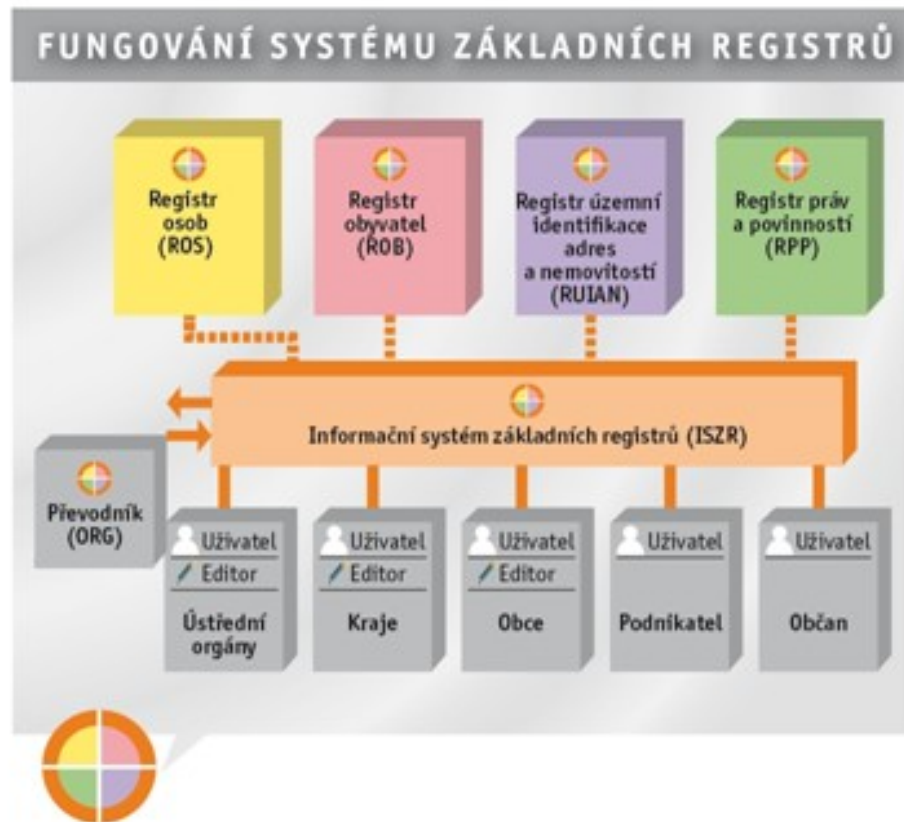 FUNGOVÁNÍ SYSTÉMU ZÁKLADNÍCH REGISTRŮ
Registr
osob
(ROS)
Registr
obyvatel
(ROB)
Registr územní
identifikace
adres
a nemovitostí
(RUIAN)
Registr práv
a povinností
(RPP)
Informační systém základních registrů (ISZR)
Převodník
(ORG)
Uživatel
Editor
Ústřední
orgány
Uživatel
Editor
Kraje
Uživatel
Editor
Obce
Uživatel
Podnikatel
Uživatel
Občan